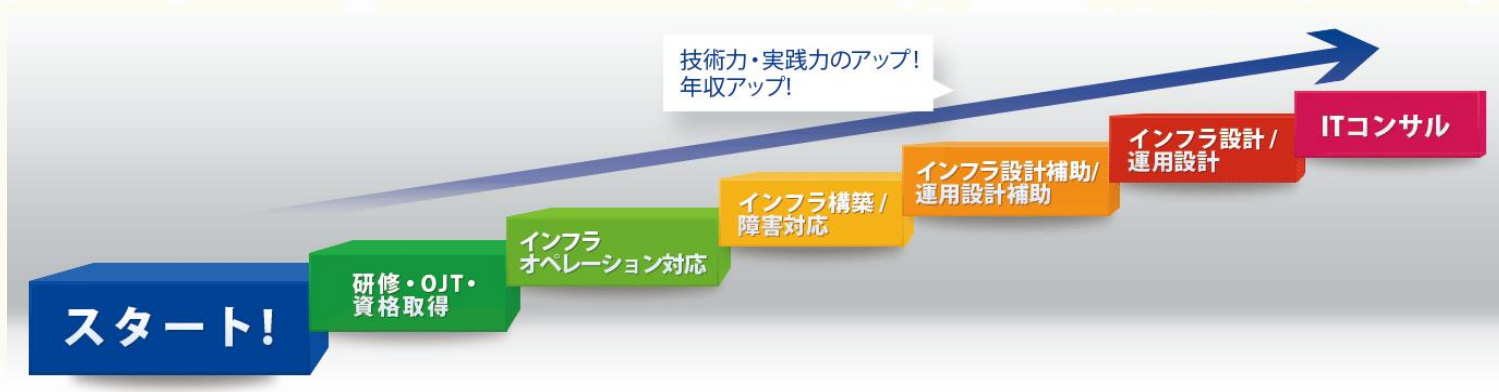 技術力・実践力のアップ!
年収アップ!
スタート!
研修・OJT・
資格取得
インフラ
オペレーション対応
インフラ構築 /
障害対応
インフラ設計補助/
運用設計補助
インフラ設計 /
運用設計
ITコンサル